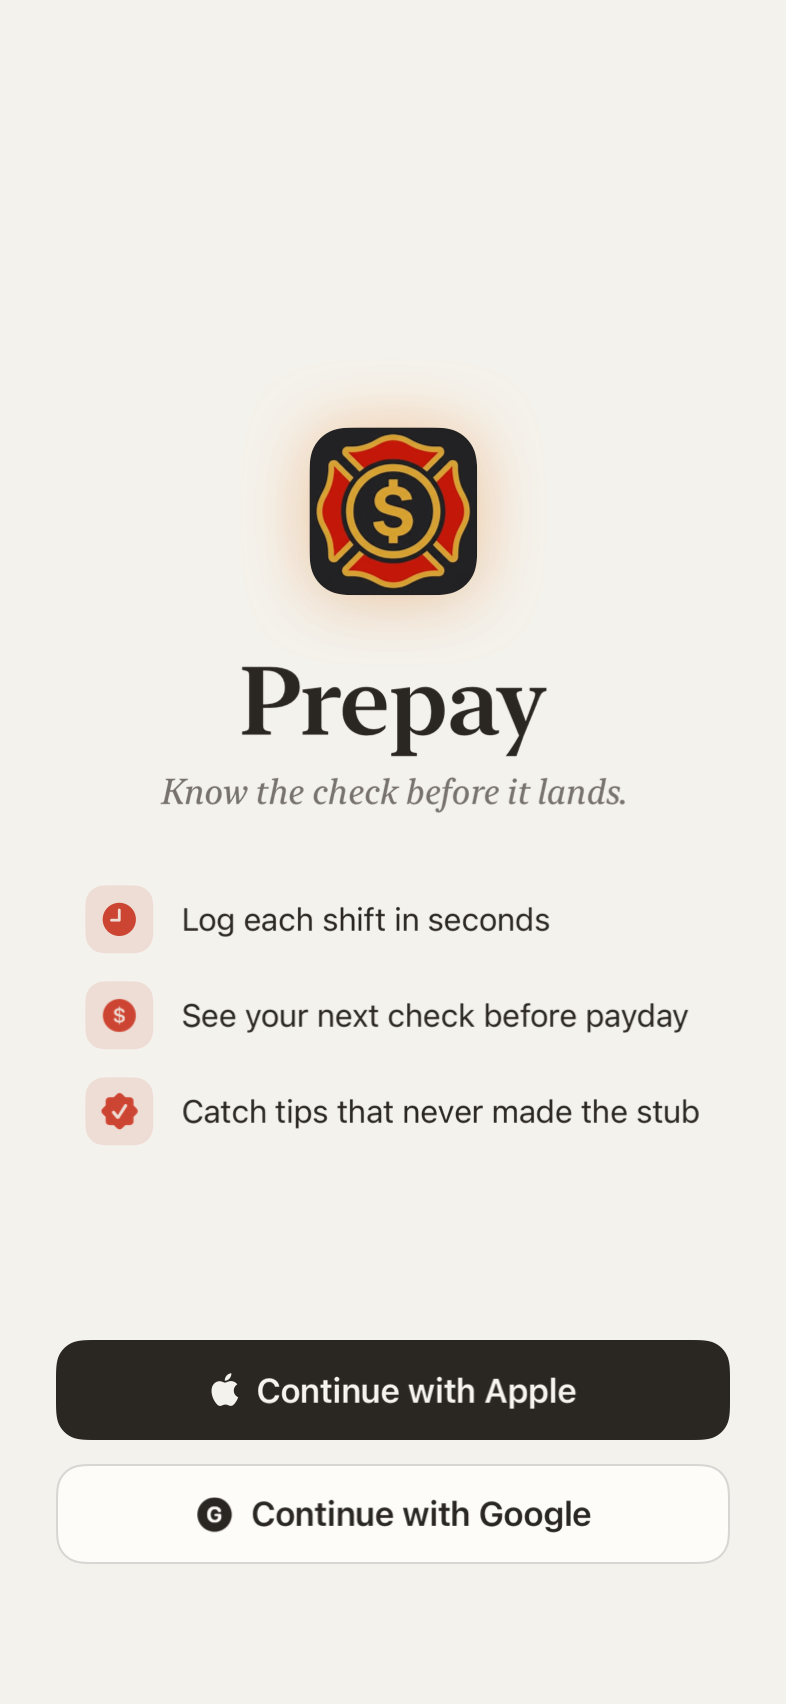 $
Prepay
Know the check before it lands.
Log each shift in seconds
$
See your next check before payday
Catch tips that never made the stub
Continue with Apple
G
Continue with Google